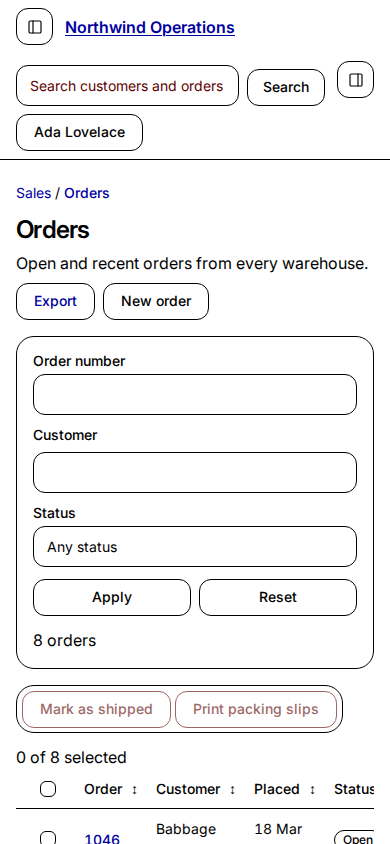 Northwind Operations
Search customers and orders Search
Ada Lovelace
Sales / Orders
Orders
Open and recent orders from every warehouse.
Export New order
Order number
Customer
Status
Any status
Apply Reset
8 orders
Mark as shipped Print packing slips
0 of 8 selected
Order ↕ Customer ↕ Placed ↕ Status
Babbage 18 Mar
1046 Open